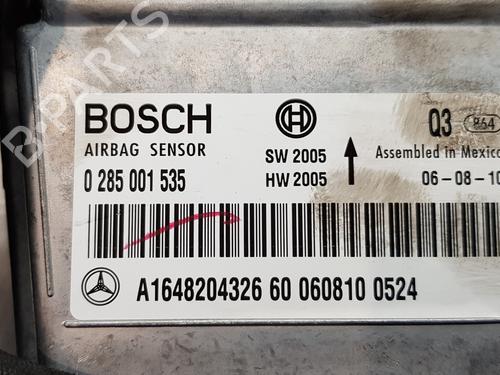 BOSCH
AIRBAG SENSOR
0 285 001 535
SW 2005
HW 2005
Q3
Assembled in Mexico
06-08-10
A1648204326 60 060810 0524
B-PARTS